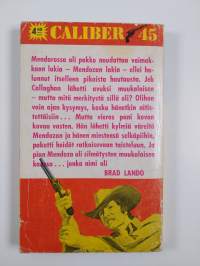 CALIBER 45
Mendozassa oli pakko noudattaa voimak-
kaan lakia — Mendozan lakia — ellei ha-
lunnut itselleen pikaista hautausta. Jeb
Callaghan lähetti avuksi muukalaisen
— mutta mitä merkitystä sillä oli? Olihan
vain ajan kysymys, koska hänetkin nitis-
tettäisiin... Mutta vieras pani kovan
kovaa vasten. Hän lähetti kylmiä väreitä
Mendozan ja hänen miestensä selkäpiihin,
pakotti heidät ratkaisevaan taisteluun. Ja
pian Mendoza oli silmätysten muukalaisen
kanssa... jonka nimi oli
BRAD LANDO